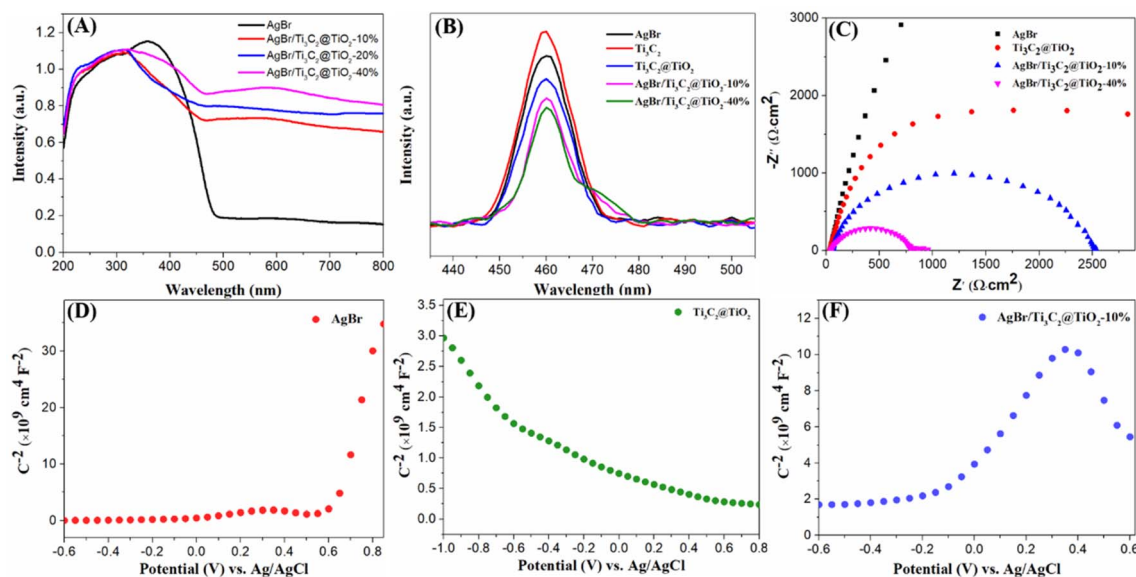 (A)
AgBr
AgBr/Ti₃C₂@TiO₂-10%
AgBr/Ti₃C₂@TiO₂-20%
AgBr/Ti₃C₂@TiO₂-40%
Intensity (a.u.)
1.2
1.0
0.8
0.6
0.4
0.2
0.0
200 300 400 500 600 700 800
Wavelength (nm)
(B)
AgBr
Ti₃C₂
Ti₃C₂@TiO₂
AgBr/Ti₃C₂@TiO₂-10%
AgBr/Ti₃C₂@TiO₂-40%
Intensity (a.u.)
440 450 460 470 480 490 500
Wavelength (nm)
(C)
AgBr
Ti₃C₂@TiO₂
AgBr/Ti₃C₂@TiO₂-10%
AgBr/Ti₃C₂@TiO₂-40%
-Z'' (Ω·cm²)
3000
2000
1000
0
0 500 1000 1500 2000 2500
Z' (Ω·cm²)
(D)
AgBr
C⁻² (×10⁹ cm⁴ F⁻²)
30
20
10
0
-0.6 -0.4 -0.2 0.0 0.2 0.4 0.6 0.8
Potential (V) vs. Ag/AgCl
(E)
Ti₃C₂@TiO₂
C⁻² (×10⁹ cm⁴ F⁻²)
3.5
3.0
2.5
2.0
1.5
1.0
0.5
0.0
-1.0 -0.8 -0.6 -0.4 -0.2 0.0 0.2 0.4 0.6 0.8
Potential (V) vs. Ag/AgCl
(F)
AgBr/Ti₃C₂@TiO₂-10%
C⁻² (×10⁹ cm⁴ F⁻²)
12
10
8
6
4
2
0
-0.6 -0.4 -0.2 0.0 0.2 0.4 0.6
Potential (V) vs. Ag/AgCl